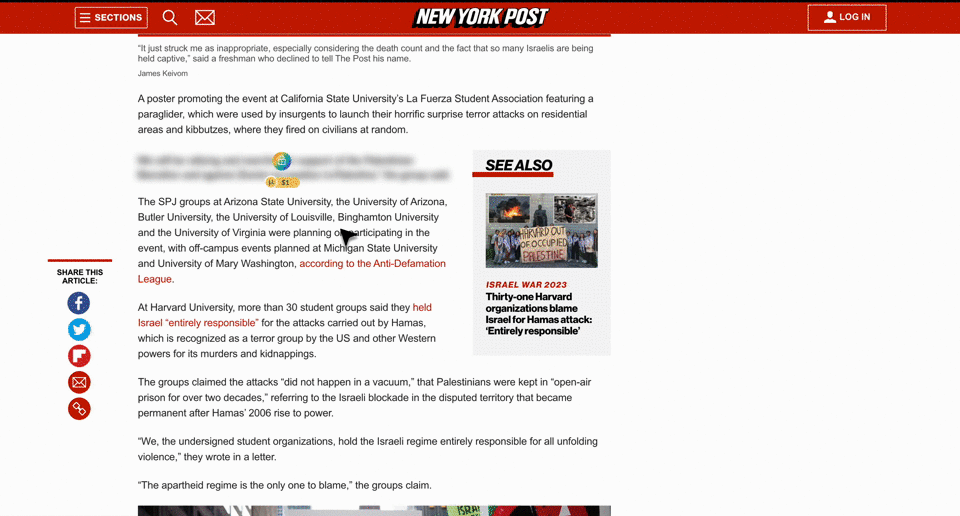 SECTIONS
NEW YORK POST
LOG IN
“It just struck me as inappropriate, especially considering the death count and the fact that so many Israelis are being
held captive,” said a freshman who declined to tell The Post his name.
James Keivom
A poster promoting the event at California State University’s La Fuerza Student Association featuring a
paraglider, which were used by insurgents to launch their horrific surprise terror attacks on residential
areas and kibbutzes, where they fired on civilians at random.
$1
The SPJ groups at Arizona State University, the University of Arizona,
Butler University, the University of Louisville, Binghamton University
and the University of Virginia were planning participating in the
event, with off-campus events planned at Michigan State University
and University of Mary Washington, according to the Anti-Defamation
League.
At Harvard University, more than 30 student groups said they held
Israel “entirely responsible” for the attacks carried out by Hamas,
which is recognized as a terror group by the US and other Western
powers for its murders and kidnappings.
SEE ALSO
HARVARD OUT
OF OCCUPIED
PALESTINE
ISRAEL WAR 2023
Thirty-one Harvard
organizations blame
Israel for Hamas attack:
‘Entirely responsible’
SHARE THIS
ARTICLE:
The groups claimed the attacks “did not happen in a vacuum,” that Palestinians were kept in “open-air
prison for over two decades,” referring to the Israeli blockade in the disputed territory that became
permanent after Hamas’ 2006 rise to power.
“We, the undersigned student organizations, hold the Israeli regime entirely responsible for all unfolding
violence,” they wrote in a letter.
“The apartheid regime is the only one to blame,” the groups claim.